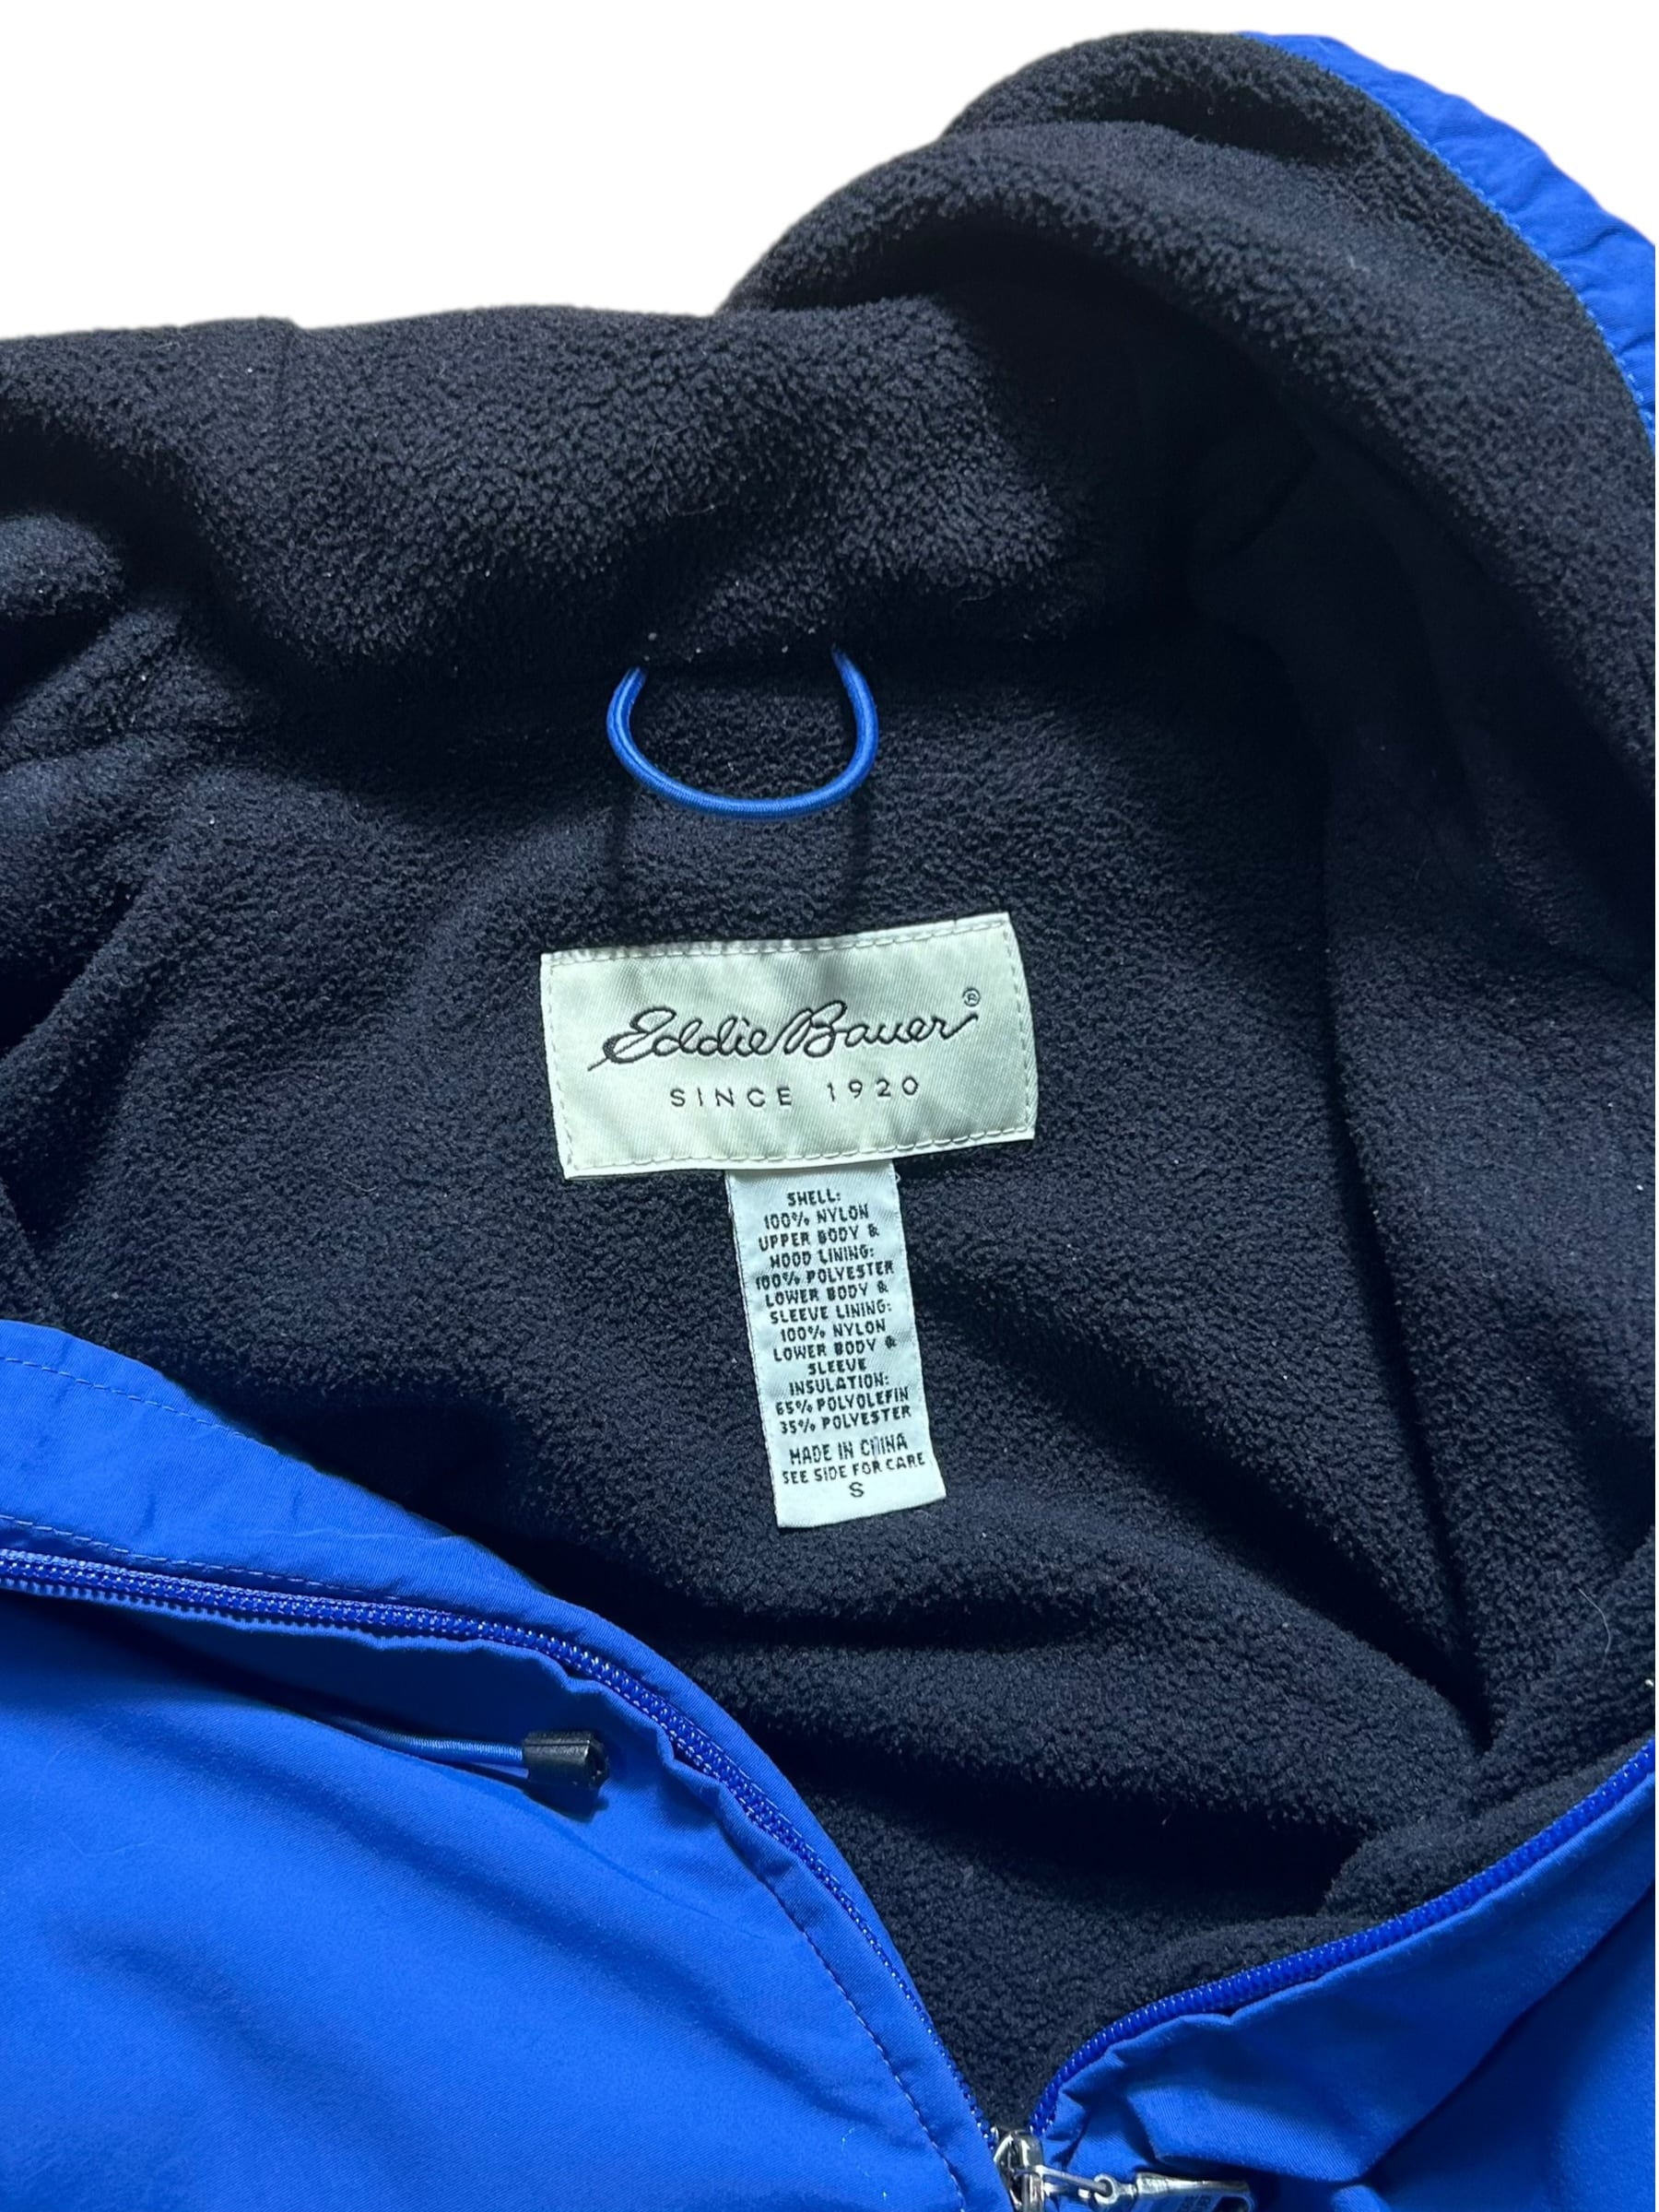 Eddie Bauer®
SINCE 1920
SHELL:
100% NYLON
UPPER BODY &
HOOD LINING:
100% POLYESTER
LOWER BODY &
SLEEVE LINING:
100% NYLON
LOWER BODY &
SLEEVE
INSULATION:
65% POLYOLEFIN
35% POLYESTER
MADE IN CHINA
SEE SIDE FOR CARE
S